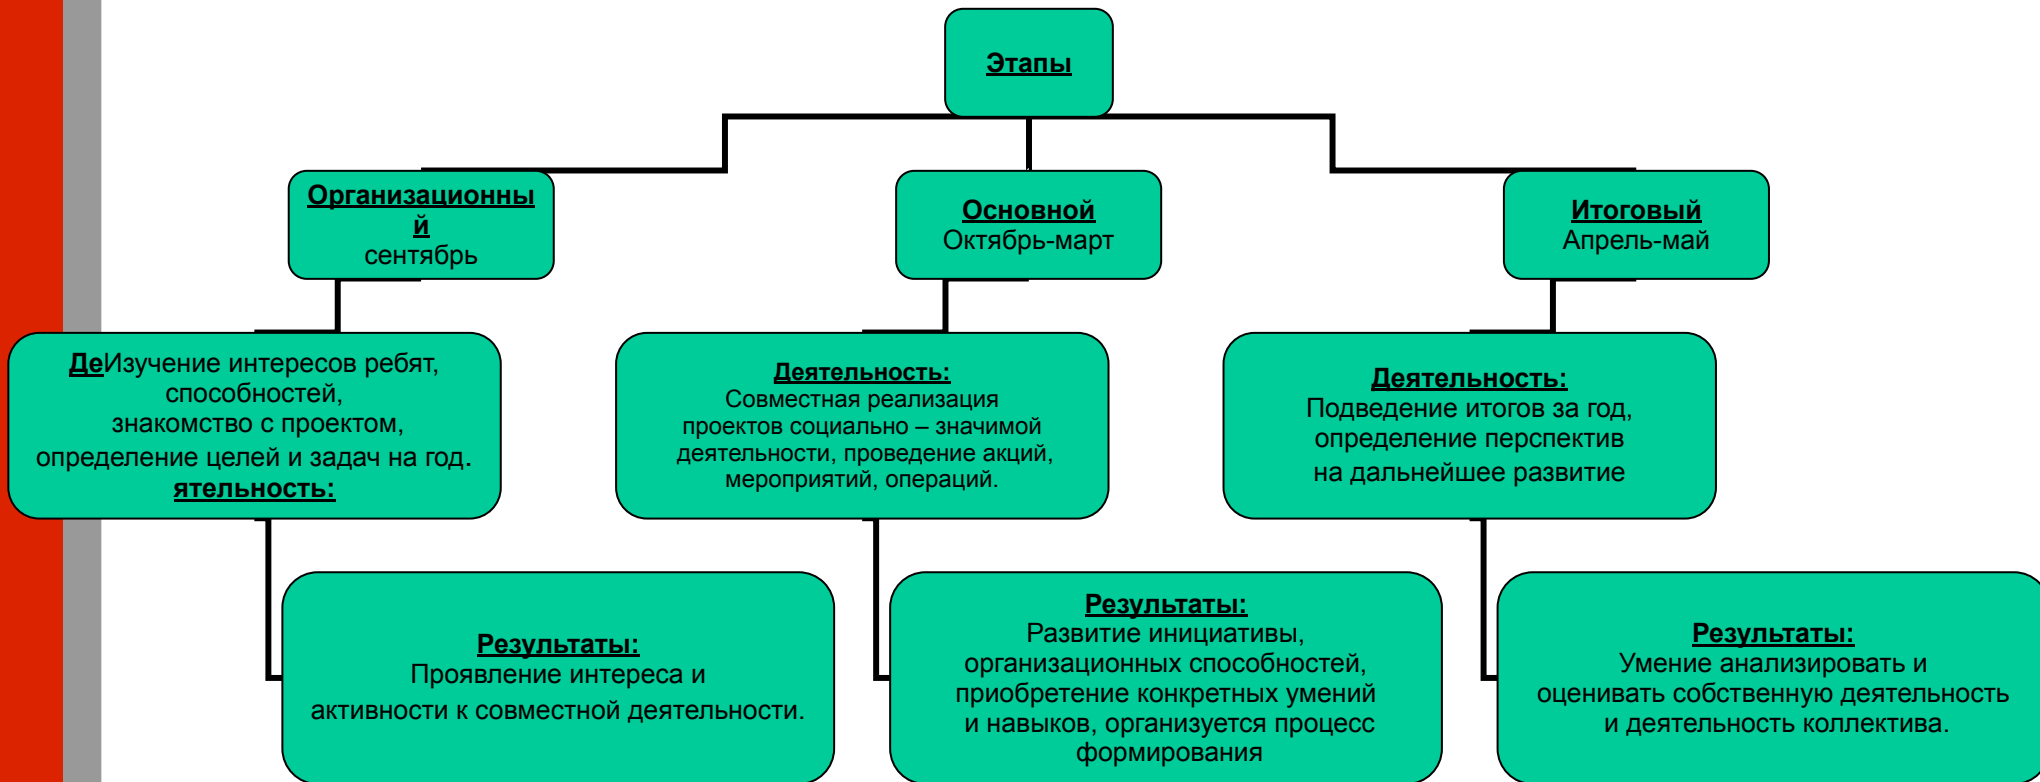 Этапы
Организационны
й
сентябрь
Основной
Октябрь-март
Итоговый
Апрель-май
ДеИзучение интересов ребят,
способностей,
знакомство с проектом,
определение целей и задач на год.
ятельность:
Деятельность:
Совместная реализация
проектов социально – значимой
деятельности, проведение акций,
мероприятий, операций.
Деятельность:
Подведение итогов за год,
определение перспектив
на дальнейшее развитие
Результаты:
Проявление интереса и
активности к совместной деятельности.
Результаты:
Развитие инициативы,
организационных способностей,
приобретение конкретных умений
и навыков, организуется процесс
формирования
Результаты:
Умение анализировать и
оценивать собственную деятельность
и деятельность коллектива.